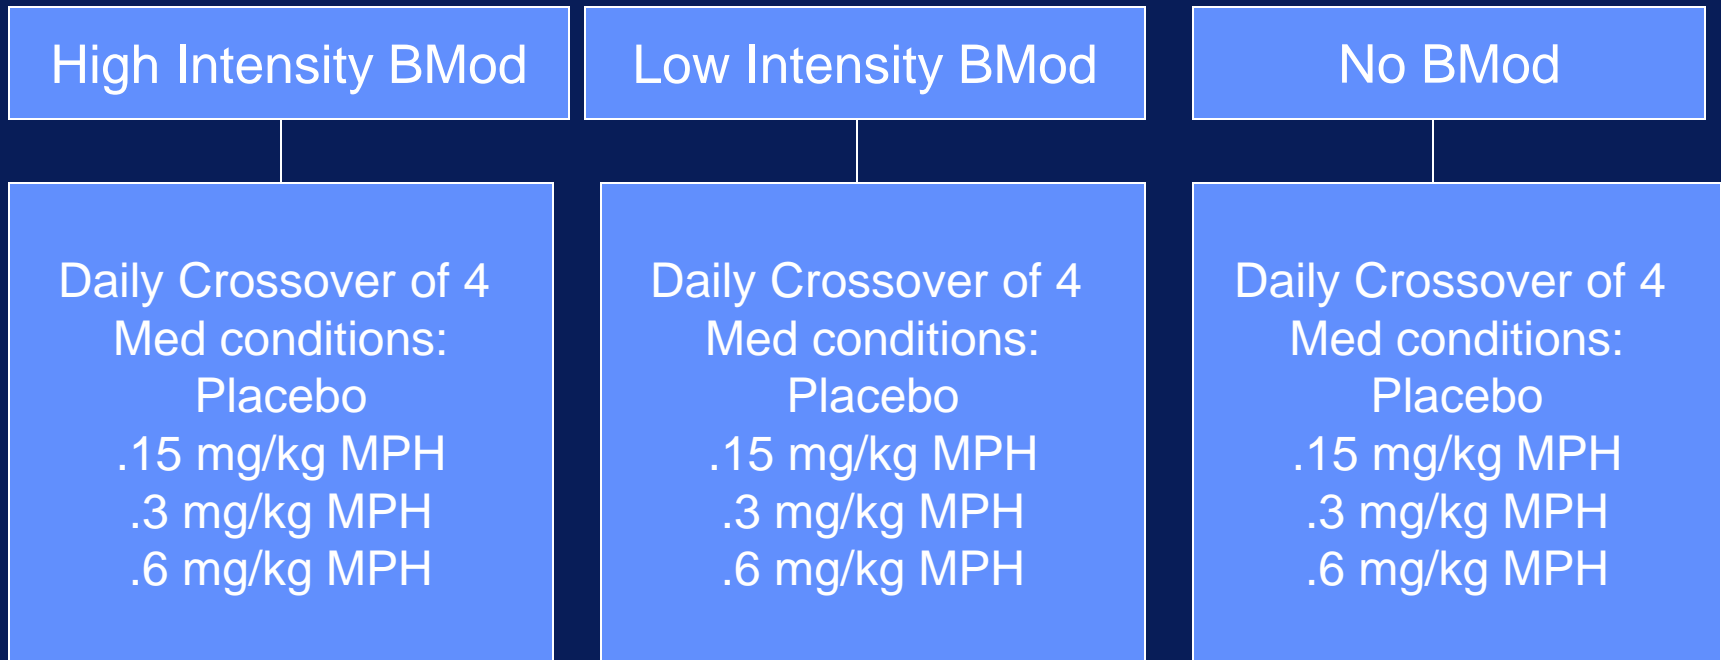 High Intensity BMod
Low Intensity BMod
No BMod
Daily Crossover of 4
Med conditions:
Placebo
.15 mg/kg MPH
.3 mg/kg MPH
.6 mg/kg MPH
Daily Crossover of 4
Med conditions:
Placebo
.15 mg/kg MPH
.3 mg/kg MPH
.6 mg/kg MPH
Daily Crossover of 4
Med conditions:
Placebo
.15 mg/kg MPH
.3 mg/kg MPH
.6 mg/kg MPH